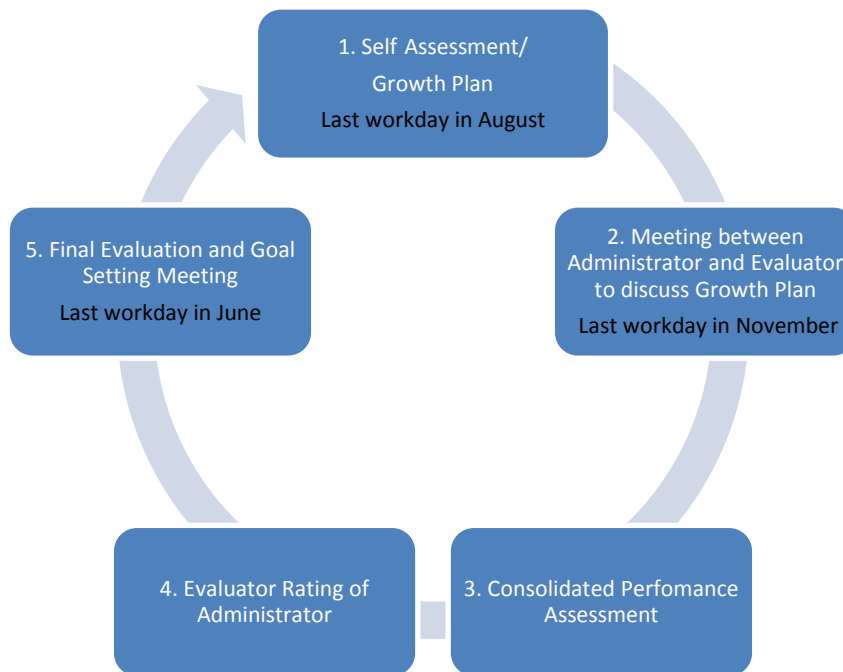 1. Self Assessment/
Growth Plan
Last workday in August
2. Meeting between
Administrator and Evaluator
to discuss Growth Plan
Last workday in November
3. Consolidated Perfomance
Assessment
4. Evaluator Rating of
Administrator
5. Final Evaluation and Goal
Setting Meeting
Last workday in June